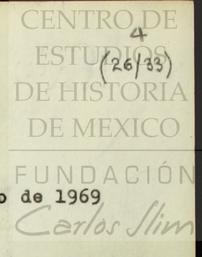 CENTRO DE
4
ESTUDIOS
(26/33)
DE HISTORIA
DE MEXICO
FUNDACIÓN
o de 1969
Carlos Slim